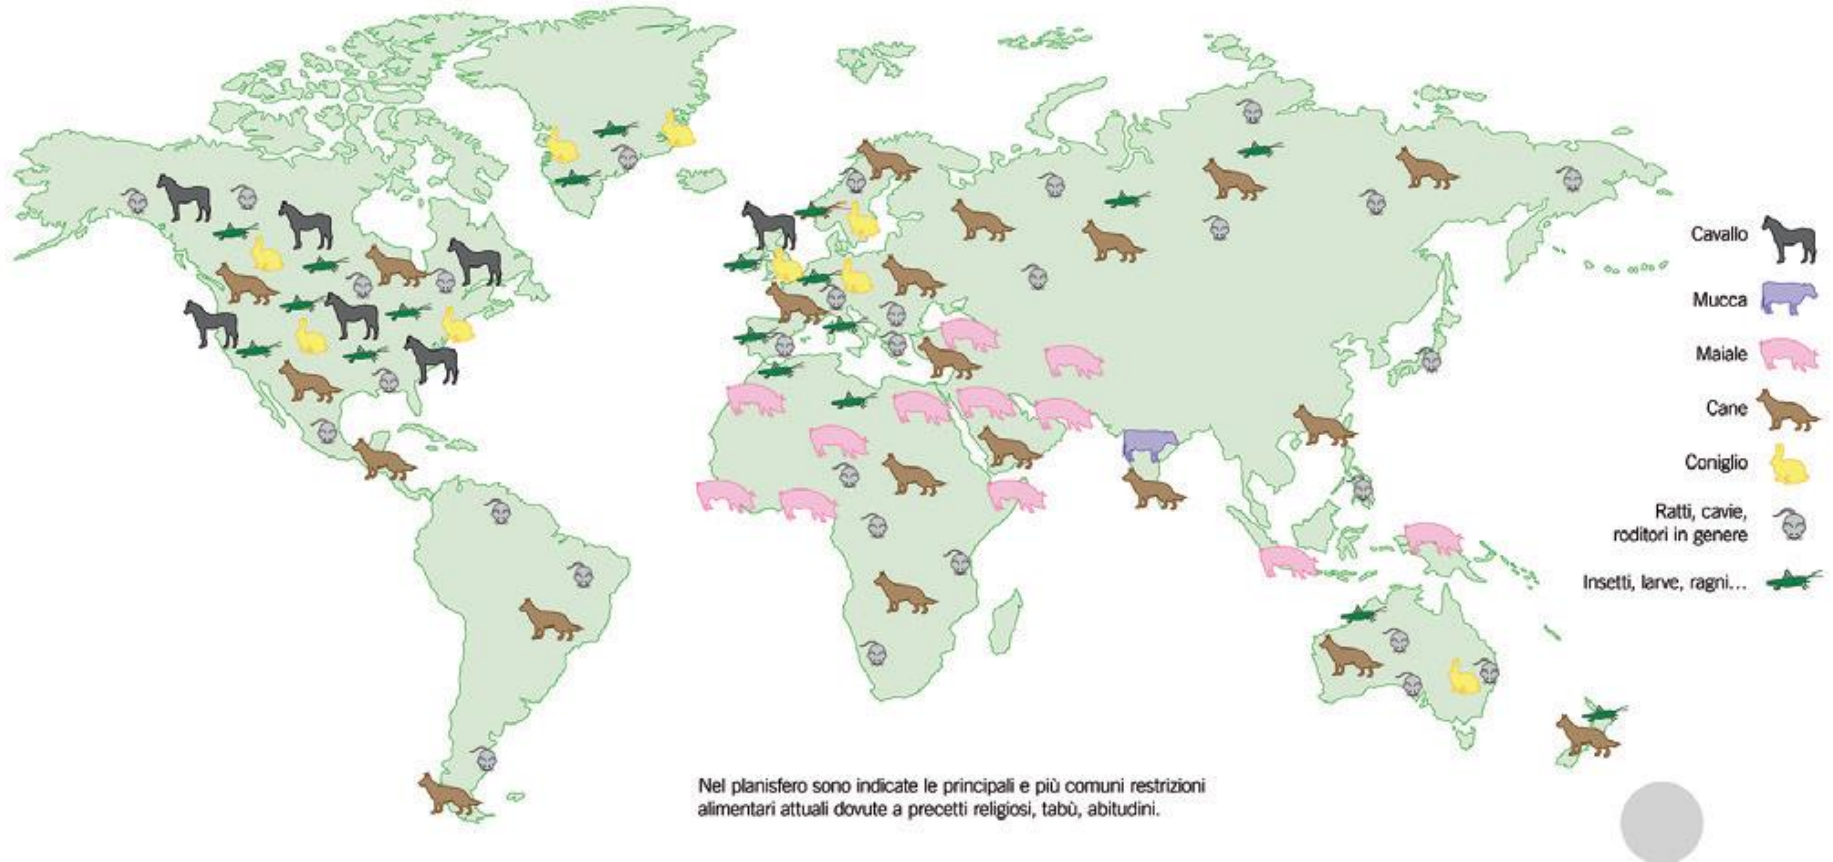 Cavallo
Mucca
Maiale
Cane
Coniglio
Ratti, cavie,
roditori in genere
Insetti, larve, ragni...
Nel planisfero sono indicate le principali e più comuni restrizioni
alimentari attuali dovute a precetti religiosi, tabù, abitudini.